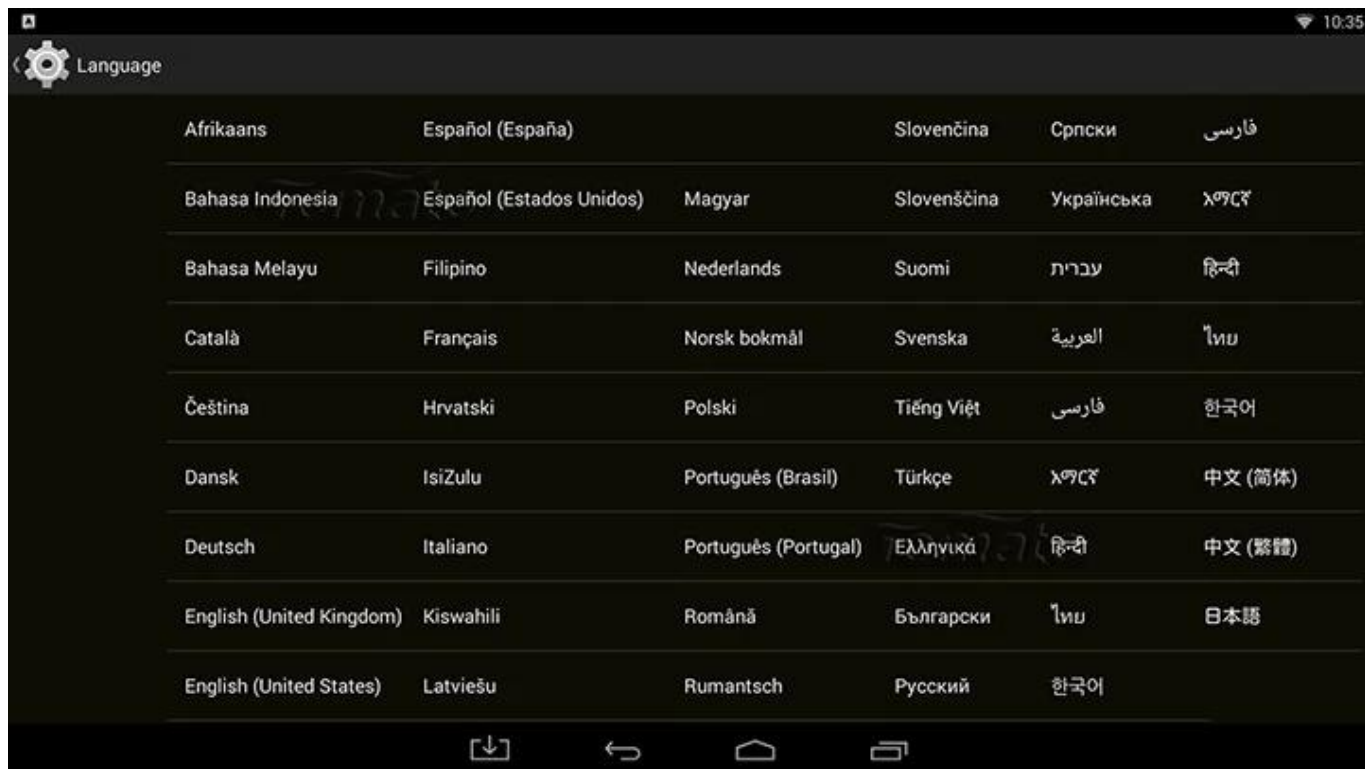 10:35
Language
Afrikaans Español (España) Slovenčina Српски فارسی
Bahasa Indonesia Español (Estados Unidos) Magyar Slovenščina Українська አማርኛ
Bahasa Melayu Filipino Nederlands Suomi עברית हिन्दी
Català Français Norsk bokmål Svenska العربية ไทย
Čeština Hrvatski Polski Tiếng Việt فارسی 한국어
Dansk IsiZulu Português (Brasil) Türkçe አማርኛ 中文 (简体)
Deutsch Italiano Português (Portugal) Ελληνικά हिन्दी 中文 (繁體)
English (United Kingdom) Kiswahili Română Български ไทย 日本語
English (United States) Latviešu Rumantsch Русский 한국어